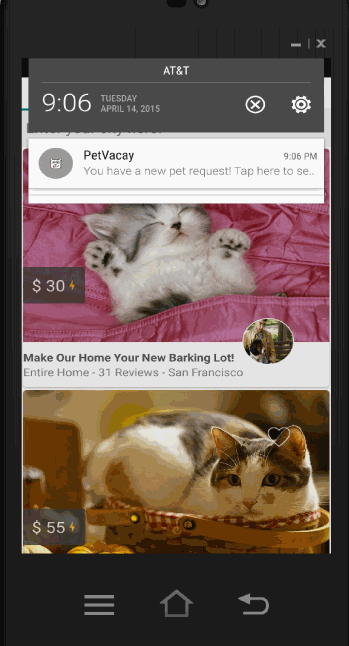 AT&T
9:06
TUESDAY
APRIL 14, 2015
PetVacay
9:06 PM
You have a new pet request! Tap here to se..
$ 30
Make Our Home Your New Barking Lot!
Entire Home - 31 Reviews - San Francisco
$ 55